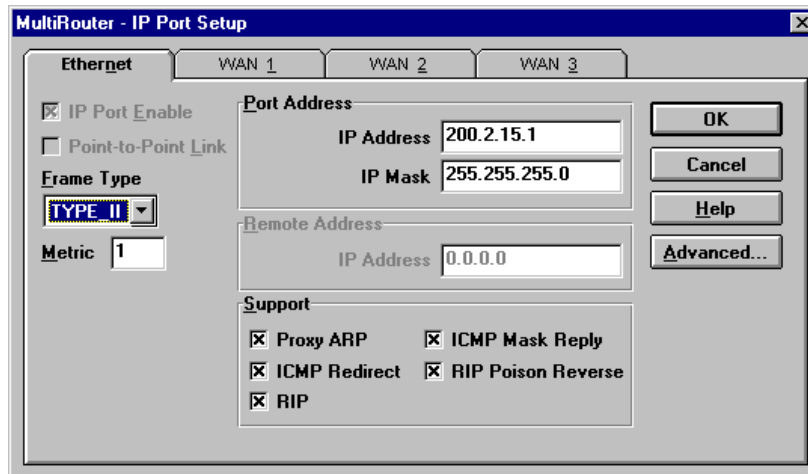 MultiRouter - IP Port Setup
Ethernet WAN 1 WAN 2 WAN 3
IP Port Enable
Point-to-Point Link
Frame Type
TYPE_II
Metric 1
Port Address
IP Address 200.2.15.1
IP Mask 255.255.255.0
Remote Address
IP Address 0.0.0.0
Support
Proxy ARP ICMP Mask Reply
ICMP Redirect RIP Poison Reverse
RIP
OK
Cancel
Help
Advanced...